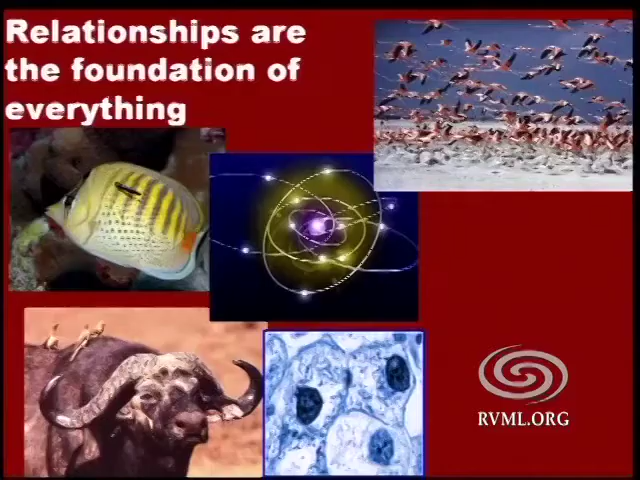 Relationships are
the foundation of
everything
RVML.ORG